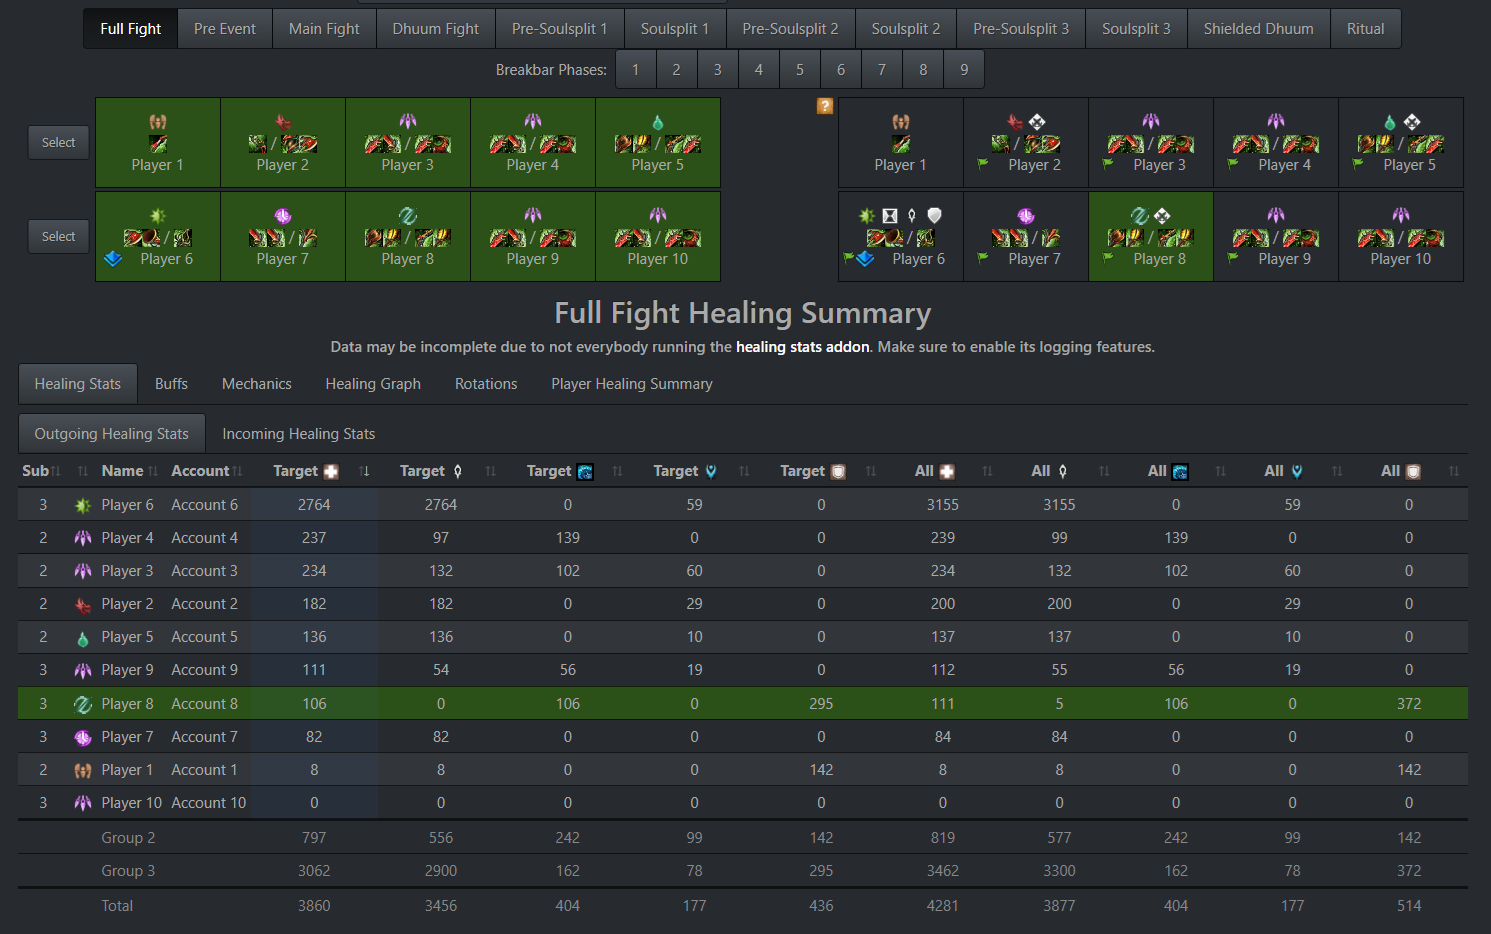 Full Fight Pre Event Main Fight Dhuum Fight Pre-Soulsplit 1 Soulsplit 1 Pre-Soulsplit 2 Soulsplit 2 Pre-Soulsplit 3 Soulsplit 3 Shielded Dhuum Ritual
Breakbar Phases: 1 2 3 4 5 6 7 8 9
?
Select / / / / / / / /
Player 1 Player 2 Player 3 Player 4 Player 5 Player 1 Player 2 Player 3 Player 4 Player 5
Select / / / / / / / / / /
Player 6 Player 7 Player 8 Player 9 Player 10 Player 6 Player 7 Player 8 Player 9 Player 10
Full Fight Healing Summary
Data may be incomplete due to not everybody running the healing stats addon. Make sure to enable its logging features.
Healing Stats Buffs Mechanics Healing Graph Rotations Player Healing Summary
Outgoing Healing Stats Incoming Healing Stats
Sub Name Account Target Target Target Target Target All All All All All
3 Player 6 Account 6 2764 2764 0 59 0 3155 3155 0 59 0
2 Player 4 Account 4 237 97 139 0 0 239 99 139 0 0
2 Player 3 Account 3 234 132 102 60 0 234 132 102 60 0
2 Player 2 Account 2 182 182 0 29 0 200 200 0 29 0
2 Player 5 Account 5 136 136 0 10 0 137 137 0 10 0
3 Player 9 Account 9 111 54 56 19 0 112 55 56 19 0
3 Player 8 Account 8 106 0 106 0 295 111 5 106 0 372
3 Player 7 Account 7 82 82 0 0 0 84 84 0 0 0
2 Player 1 Account 1 8 8 0 0 142 8 8 0 0 142
3 Player 10 Account 10 0 0 0 0 0 0 0 0 0 0
Group 2 797 556 242 99 142 819 577 242 99 142
Group 3 3062 2900 162 78 295 3462 3300 162 78 372
Total 3860 3456 404 177 436 4281 3877 404 177 514